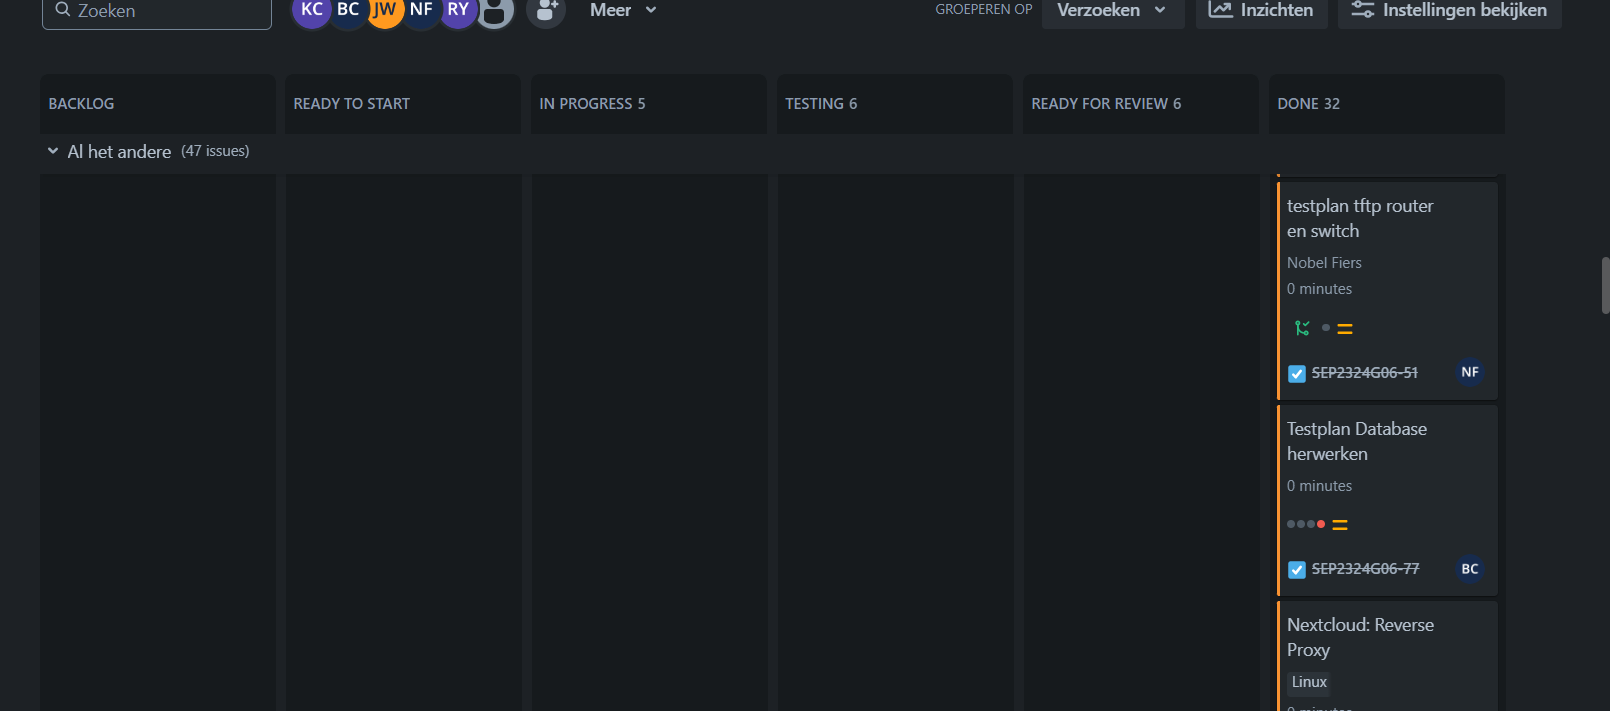 Zoeken
KC BC JW NF RY
Meer
GROEPEREN OP
Verzoeken
Inzichten
Instellingen bekijken
BACKLOG
READY TO START
IN PROGRESS 5
TESTING 6
READY FOR REVIEW 6
DONE 32
Al het andere (47 issues)
testplan tftp router
en switch
Nobel Fiers
0 minutes
SEP2324G06-51
NF
Testplan Database
herwerken
0 minutes
SEP2324G06-77
BC
Nextcloud: Reverse
Proxy
Linux
0 minutes